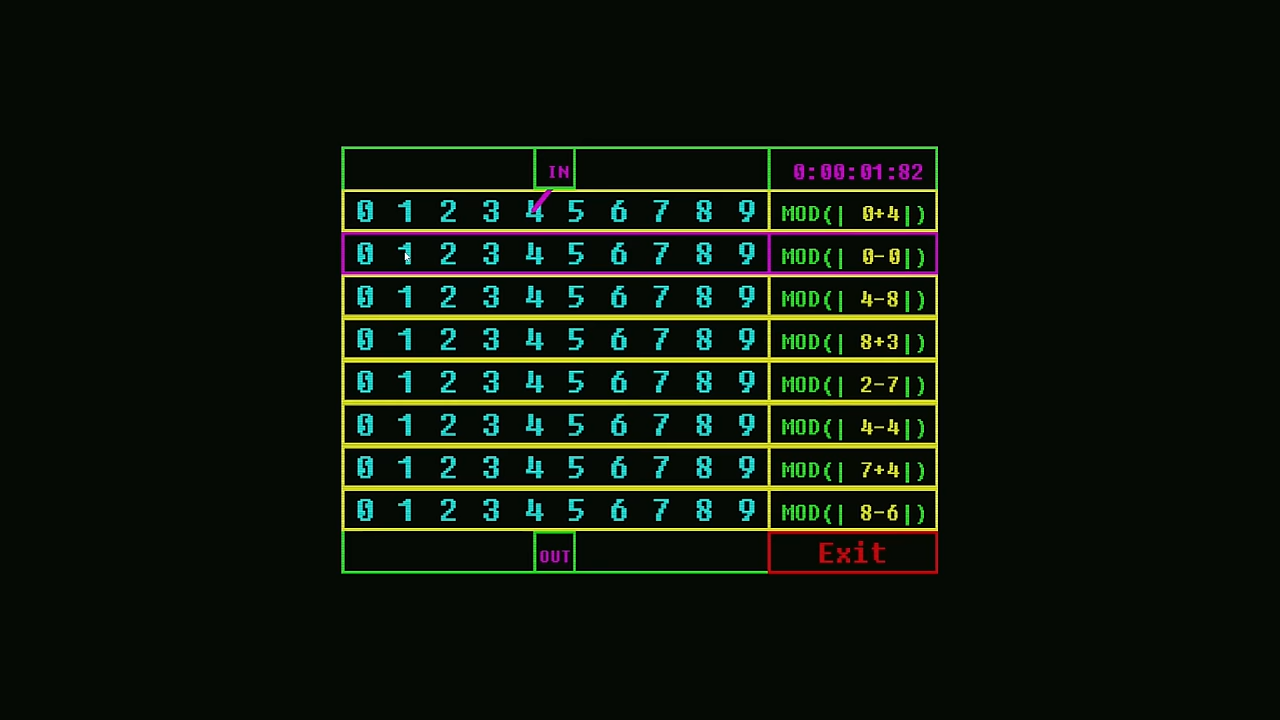 IN 0:00:01:82
0 1 2 3 4 5 6 7 8 9 MOD(| 0+4|)
0 1 2 3 4 5 6 7 8 9 MOD(| 0-0|)
0 1 2 3 4 5 6 7 8 9 MOD(| 4-8|)
0 1 2 3 4 5 6 7 8 9 MOD(| 8+3|)
0 1 2 3 4 5 6 7 8 9 MOD(| 2-7|)
0 1 2 3 4 5 6 7 8 9 MOD(| 4-4|)
0 1 2 3 4 5 6 7 8 9 MOD(| 7+4|)
0 1 2 3 4 5 6 7 8 9 MOD(| 8-6|)
OUT Exit